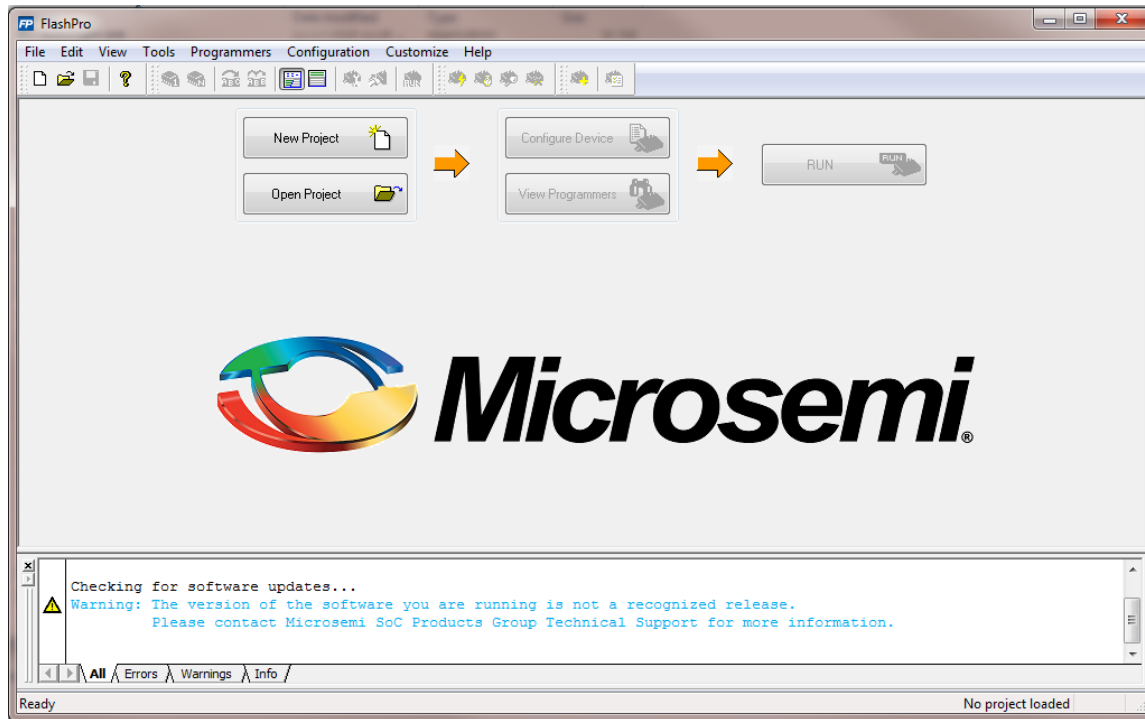 FlashPro
File Edit View Tools Programmers Configuration Customize Help
New Project
Open Project
Configure Device
View Programmers
RUN
RUN
Microsemi®
Checking for software updates...
Warning: The version of the software you are running is not a recognized release.
Please contact Microsemi SoC Products Group Technical Support for more information.
All Errors Warnings Info
Ready No project loaded